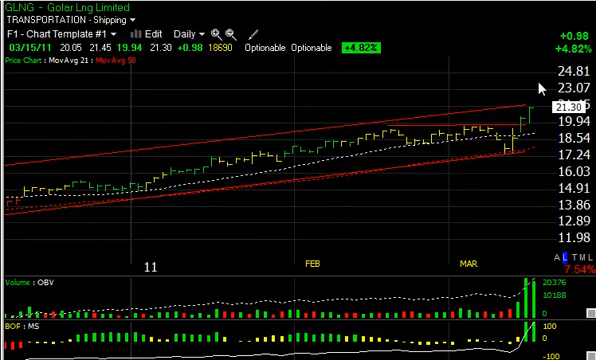 GLNG - Golar Lng Limited
TRANSPORTATION - Shipping
+0.98
F1 - Chart Template #1 Edit Daily
+4.82%
03/15/11 20.05 21.45 19.94 21.30 +0.98 18690 Optionable Optionable +4.82%
Price Chart : MovAvg 21 : MovAvg 50
24.81
23.07
21.30
19.94
18.54
17.24
16.03
14.91
13.86
12.89
11.98
11 FEB MAR
A L T M L
7.54%
Volume : OBV
20376
10188
0
BOP : MS
100
0
-100